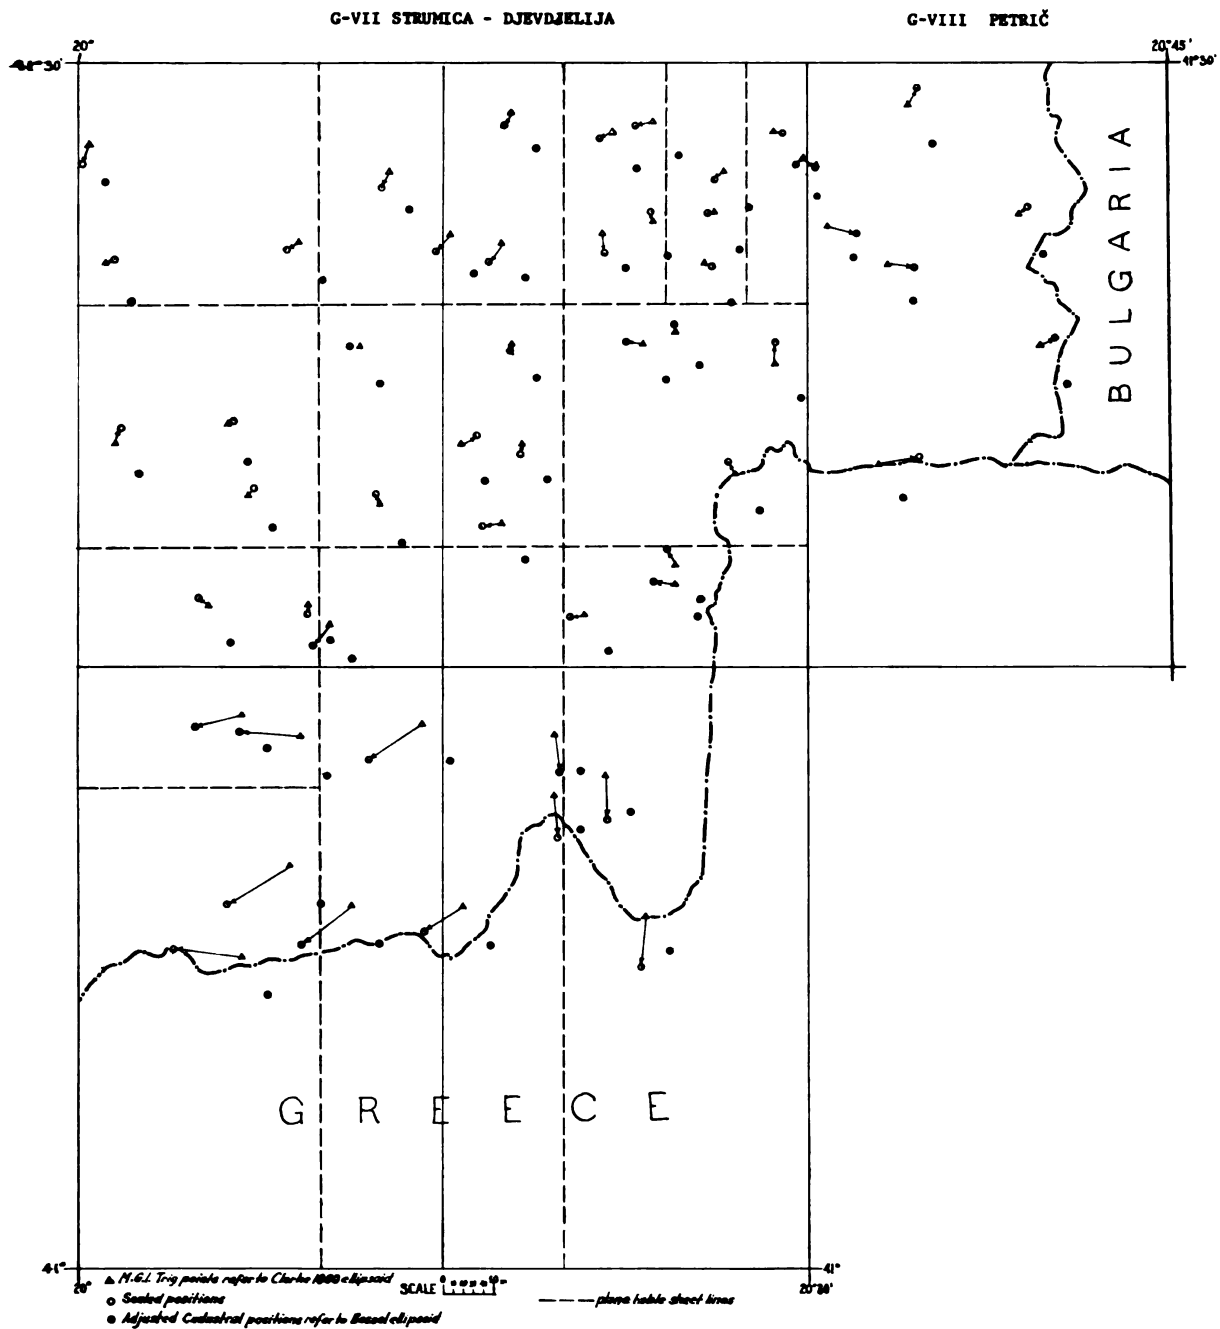 G-VII STRUMICA - DJEVDJELIJA
G-VIII PETRIČ
20°
20°45'
41°30'
BULGARIA
GREECE
41°
41°
20°
20°30'
▲ M.G.I. Trig points refer to Clarke 1880 ellipsoid
○ Scaled positions
● Adjusted Cadastral positions refer to Bessel ellipsoid
SCALE
plane table sheet lines